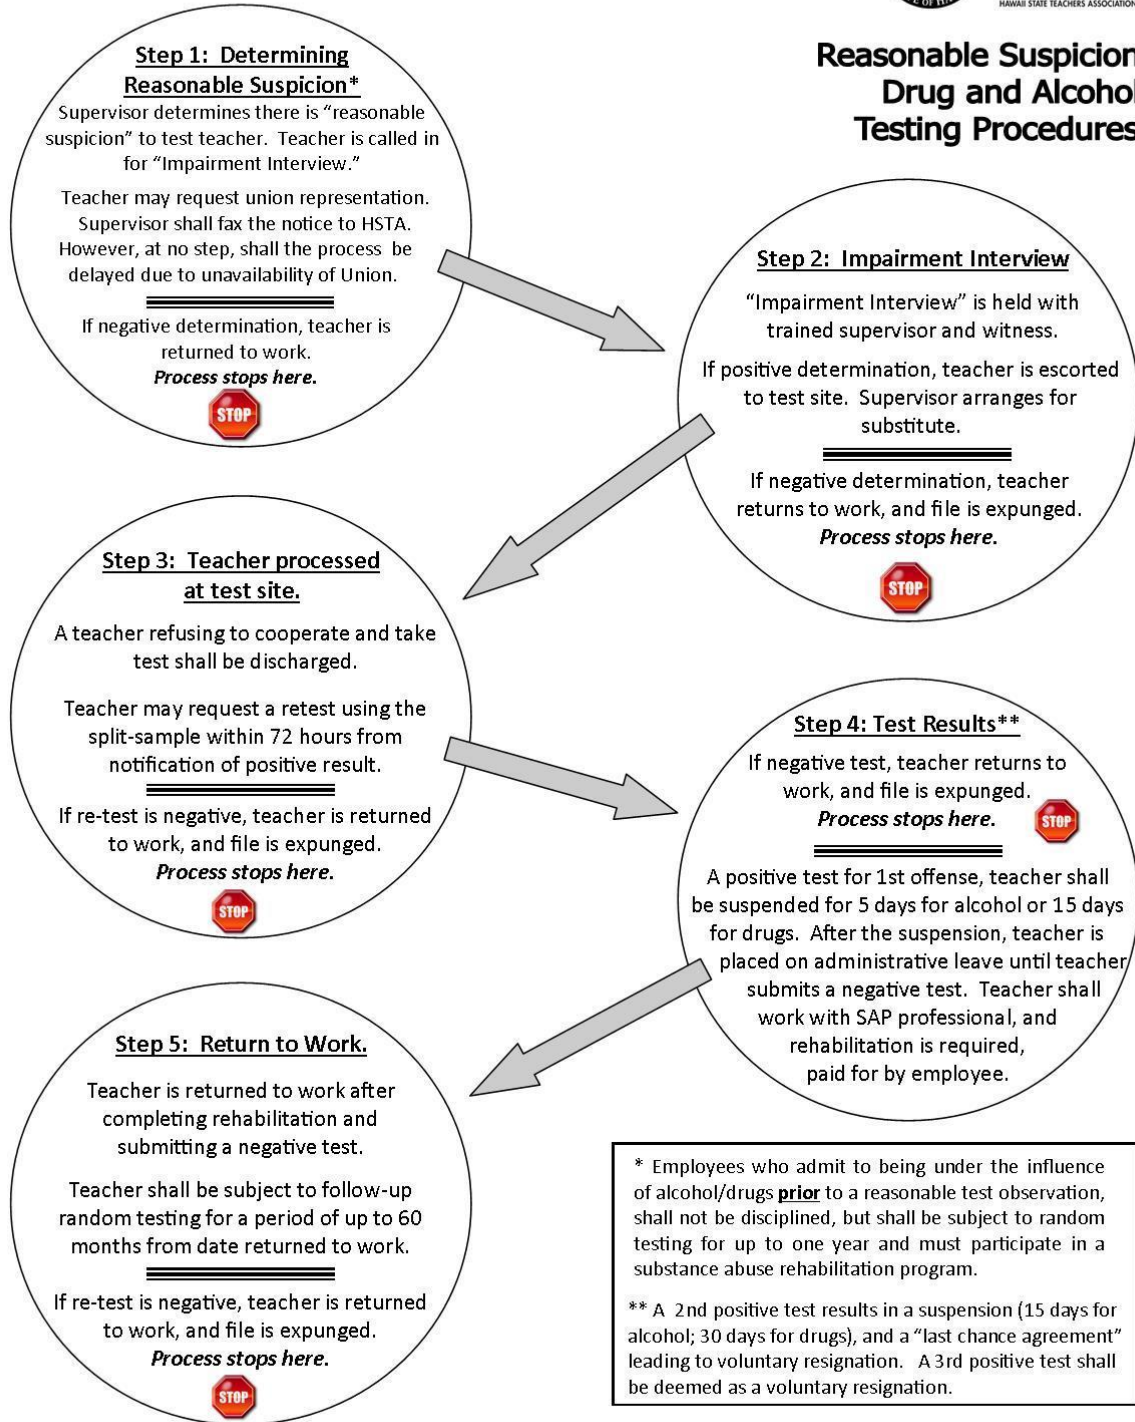 HAWAII STATE TEACHERS ASSOCIATION
Reasonable Suspicion
Drug and Alcohol
Testing Procedures
Step 1: Determining
Reasonable Suspicion*
Supervisor determines there is “reasonable
suspicion” to test teacher. Teacher is called in
for “Impairment Interview.”
Teacher may request union representation.
Supervisor shall fax the notice to HSTA.
However, at no step, shall the process be
delayed due to unavailability of Union.
If negative determination, teacher is
returned to work.
Process stops here.
STOP
Step 2: Impairment Interview
“Impairment Interview” is held with
trained supervisor and witness.
If positive determination, teacher is escorted
to test site. Supervisor arranges for
substitute.
If negative determination, teacher
returns to work, and file is expunged.
Process stops here.
STOP
Step 3: Teacher processed
at test site.
A teacher refusing to cooperate and take
test shall be discharged.
Teacher may request a retest using the
split-sample within 72 hours from
notification of positive result.
If re-test is negative, teacher is returned
to work, and file is expunged.
Process stops here.
STOP
Step 4: Test Results**
If negative test, teacher returns to
work, and file is expunged.
Process stops here.
STOP
A positive test for 1st offense, teacher shall
be suspended for 5 days for alcohol or 15 days
for drugs. After the suspension, teacher is
placed on administrative leave until teacher
submits a negative test. Teacher shall
work with SAP professional, and
rehabilitation is required,
paid for by employee.
Step 5: Return to Work.
Teacher is returned to work after
completing rehabilitation and
submitting a negative test.
Teacher shall be subject to follow-up
random testing for a period of up to 60
months from date returned to work.
If re-test is negative, teacher is returned
to work, and file is expunged.
Process stops here.
STOP
* Employees who admit to being under the influence
of alcohol/drugs prior to a reasonable test observation,
shall not be disciplined, but shall be subject to random
testing for up to one year and must participate in a
substance abuse rehabilitation program.
** A 2nd positive test results in a suspension (15 days for
alcohol; 30 days for drugs), and a “last chance agreement”
leading to voluntary resignation. A 3rd positive test shall
be deemed as a voluntary resignation.